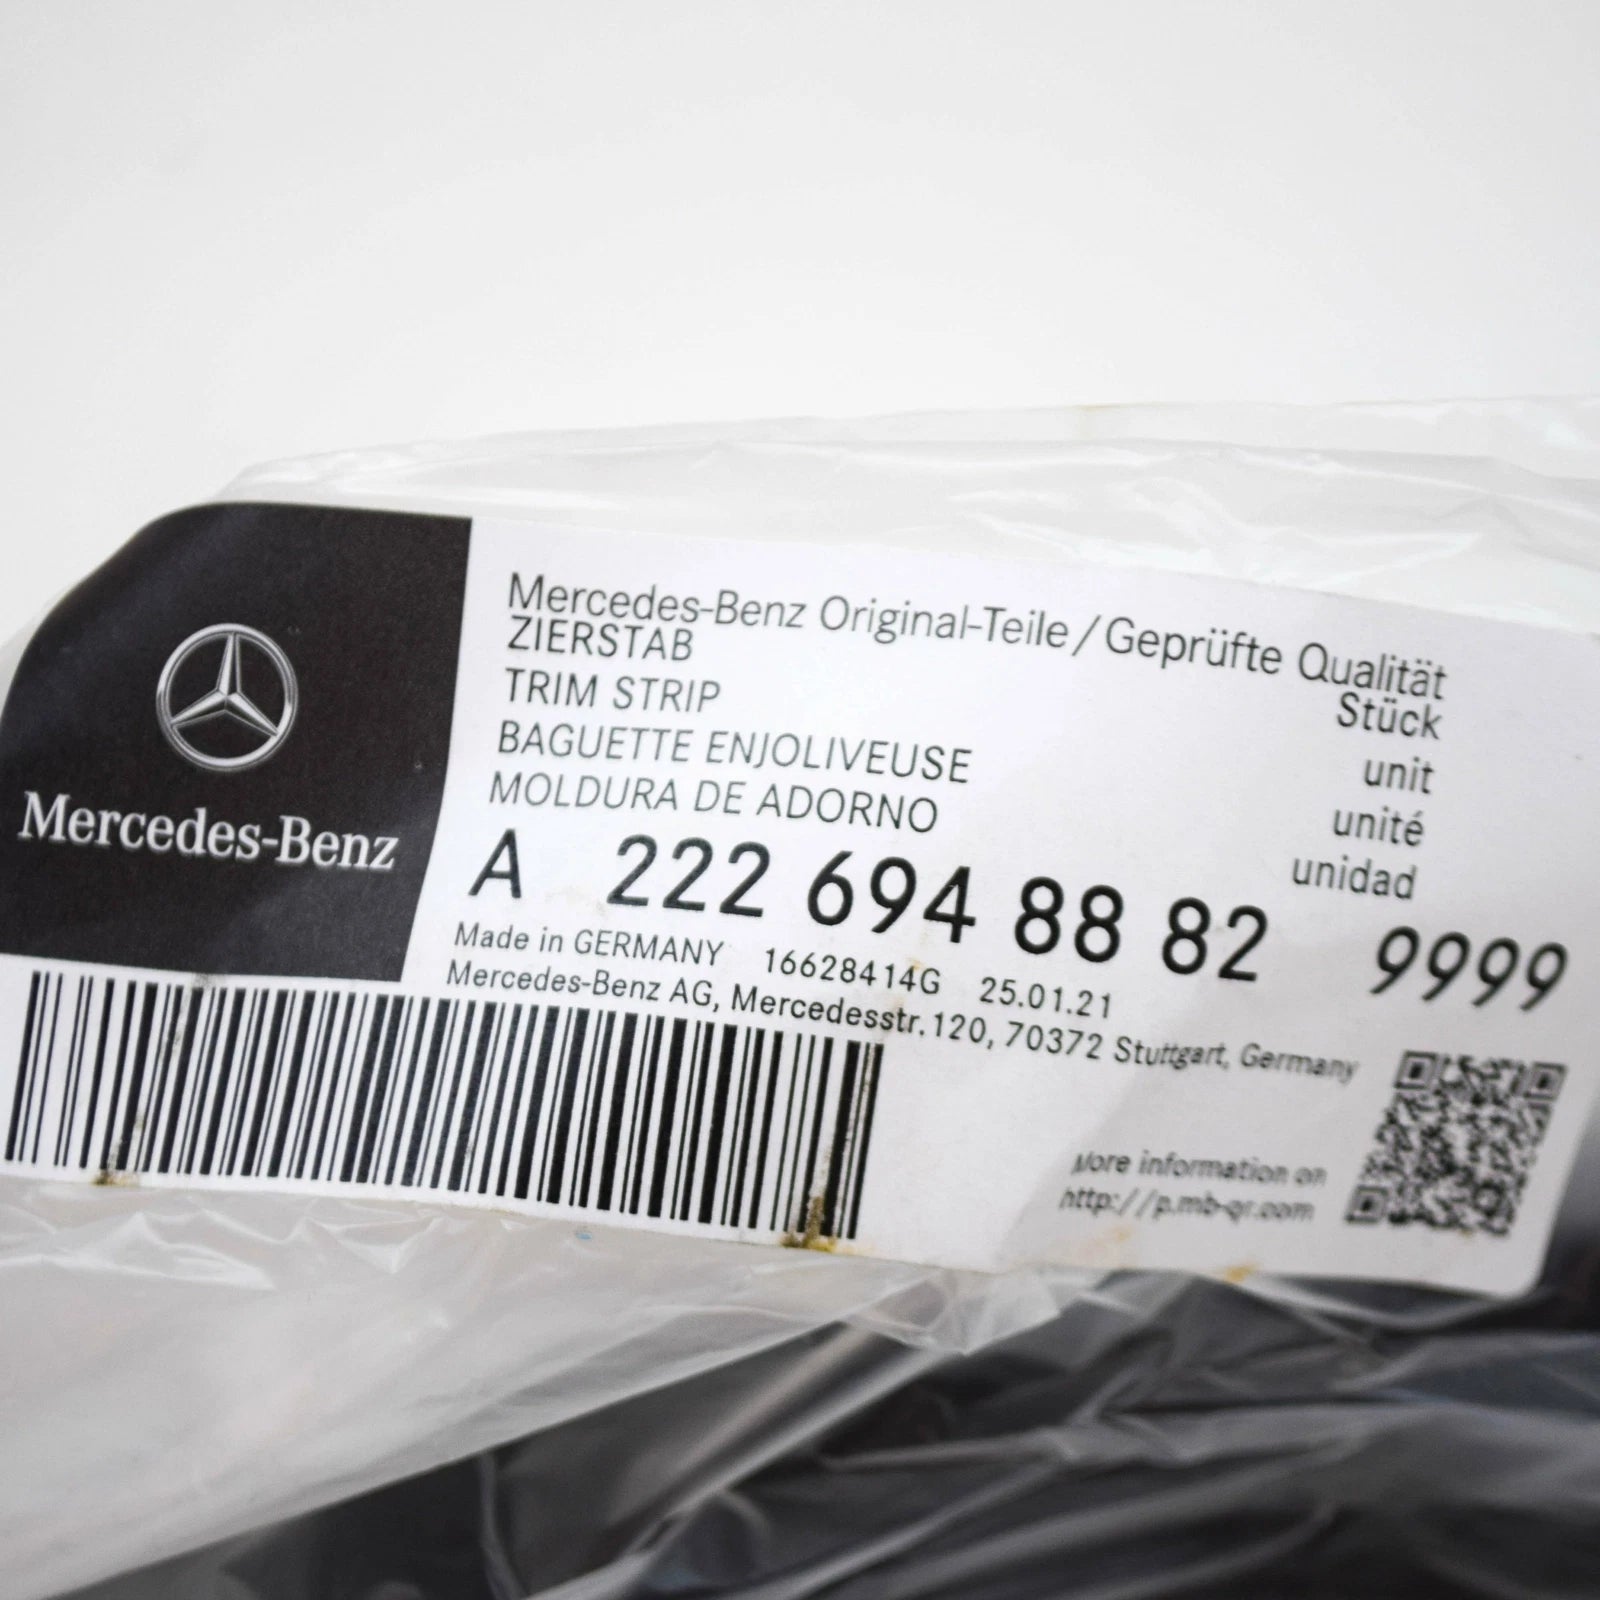 Mercedes-Benz
Mercedes-Benz Original-Teile / Geprüfte Qualität
ZIERSTAB Stück
TRIM STRIP unit
BAGUETTE ENJOLIVEUSE unité
MOLDURA DE ADORNO unidad
A 222 694 88 82 9999
Made in GERMANY 16628414G 25.01.21
Mercedes-Benz AG, Mercedesstr. 120, 70372 Stuttgart, Germany
More information on
http://p.mb-qr.com